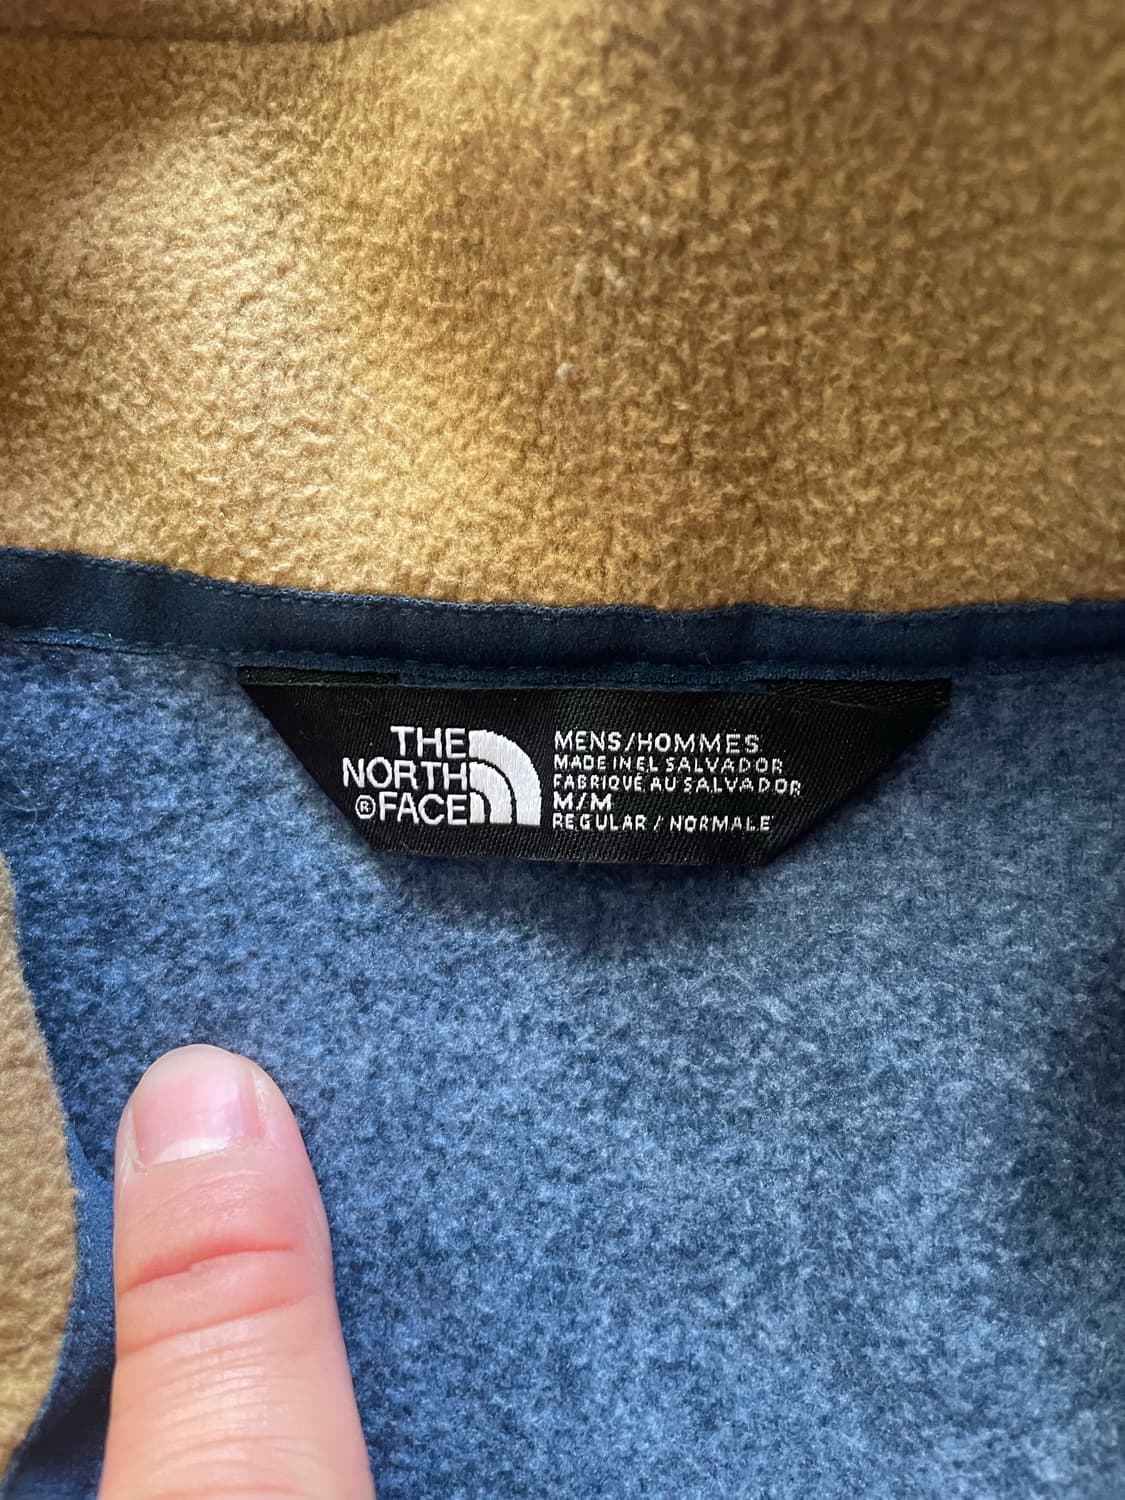 THE
NORTH
® FACE
MENS/HOMMES
MADE IN EL SALVADOR
FABRIQUÉ AU SALVADOR
M/M
REGULAR / NORMALE